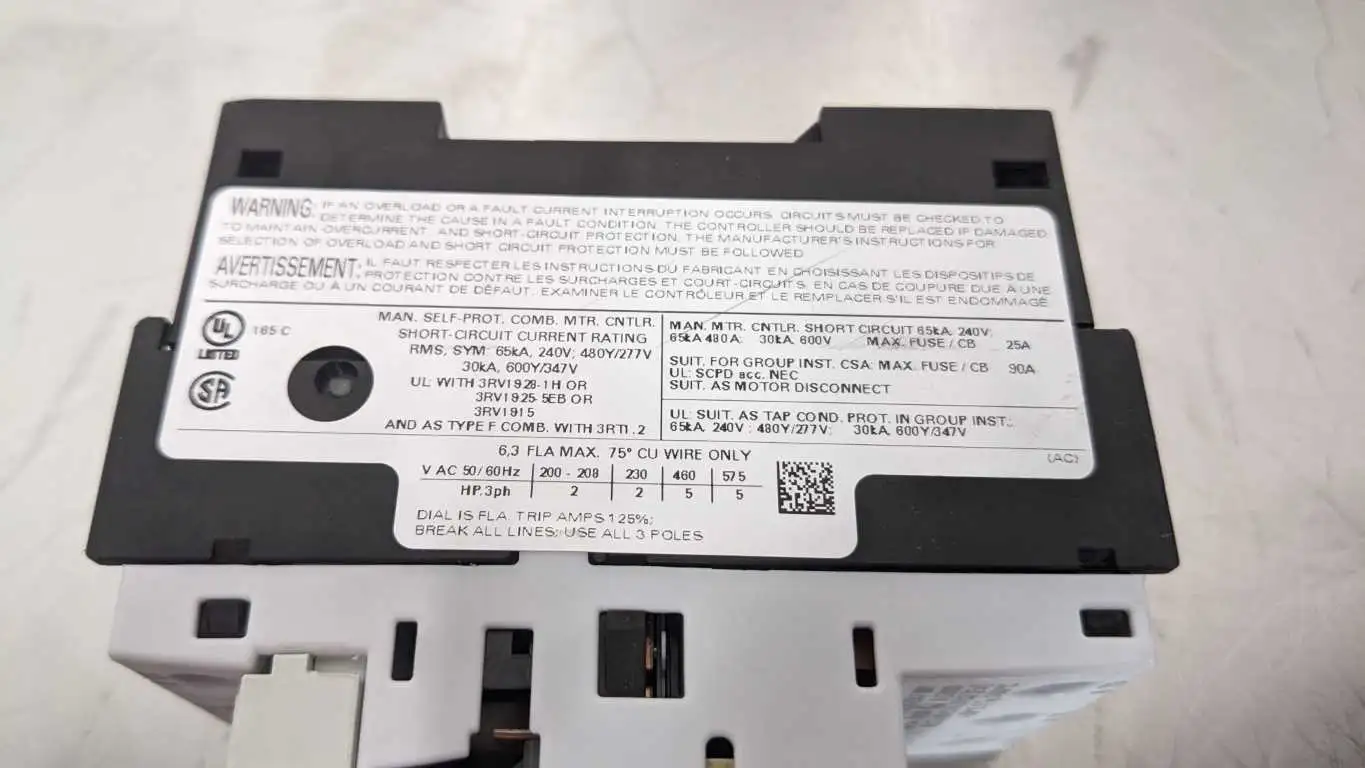 WARNING: IF AN OVERLOAD OR A FAULT CURRENT INTERRUPTION OCCURS, CIRCUITS MUST BE CHECKED TO
DETERMINE THE CAUSE IN A FAULT CONDITION, THE CONTROLLER SHOULD BE REPLACED IF DAMAGED.
TO MAINTAIN OVERCURRENT AND SHORT-CIRCUIT PROTECTION, THE MANUFACTURER'S INSTRUCTIONS FOR
SELECTION OF OVERLOAD AND SHORT CIRCUIT PROTECTION MUST BE FOLLOWED
AVERTISSEMENT: IL FAUT RESPECTER LES INSTRUCTIONS DU FABRICANT EN CHOISISSANT LES DISPOSITIFS DE
PROTECTION CONTRE LES SURCHARGES ET COURT-CIRCUITS, EN CAS DE COUPURE DUE À UNE
SURCHARGE OU À UN COURANT DE DÉFAUT. EXAMINER LE CONTRÔLEUR ET LE REMPLACER S'IL EST ENDOMMAGÉ
UL
LISTED
165 C
SA
MAN. SELF-PROT. COMB. MTR. CNTLR.
SHORT-CIRCUIT CURRENT RATING
RMS, SYM: 65kA, 240V; 480Y/277V
30kA, 600Y/347V
UL: WITH 3RV1928-1H OR
3RV1925-5EB OR
3RV1915
AND AS TYPE F COMB. WITH 3RT1.2
MAN. MTR. CNTLR. SHORT CIRCUIT 65kA, 240V;
65kA 480 A: 30kA, 600V MAX. FUSE / CB 25A
SUIT. FOR GROUP INST. CSA: MAX. FUSE / CB 90A
UL: SCPD acc. NEC
SUIT. AS MOTOR DISCONNECT
UL: SUIT. AS TAP COND. PROT. IN GROUP INST.:
65kA, 240V ; 480Y/277V; 30kA, 600Y/347V
6,3 FLA MAX. 75° CU WIRE ONLY
(AC)
V AC 50/60Hz 200 - 208 230 460 575
HP.3ph 2 2 5 5
DIAL IS FLA. TRIP AMPS 125%;
BREAK ALL LINES; USE ALL 3 POLES